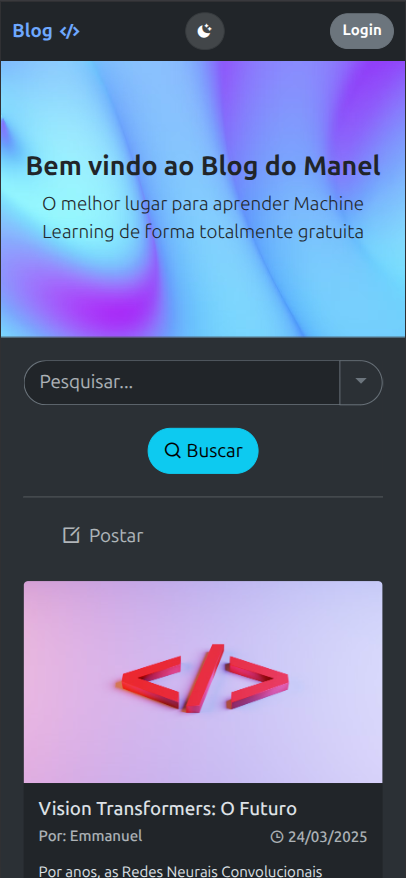 Blog </>
Login
Bem vindo ao Blog do Manel
O melhor lugar para aprender Machine
Learning de forma totalmente gratuita
Pesquisar...
Buscar
Postar
</>
Vision Transformers: O Futuro
Por: Emmanuel
24/03/2025
Por anos, as Redes Neurais Convolucionais